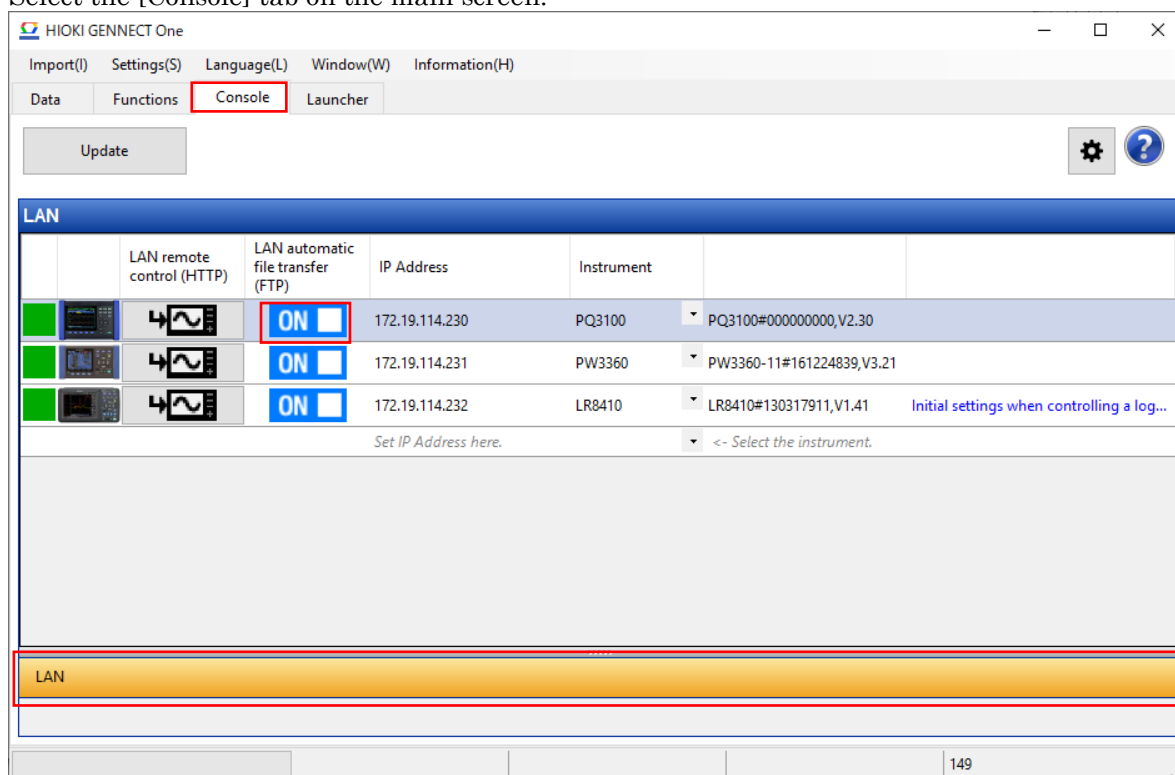 Select the [Console] tab on the main screen.
HIOKI GENNECT One
Import(I) Settings(S) Language(L) Window(W) Information(H)
Data Functions Console Launcher
Update
LAN
LAN remote control (HTTP) LAN automatic file transfer (FTP) IP Address Instrument
ON 172.19.114.230 PQ3100 PQ3100#000000000,V2.30
ON 172.19.114.231 PW3360 PW3360-11#161224839,V3.21
ON 172.19.114.232 LR8410 LR8410#130317911,V1.41 Initial settings when controlling a log...
Set IP Address here. <- Select the instrument.
LAN
149